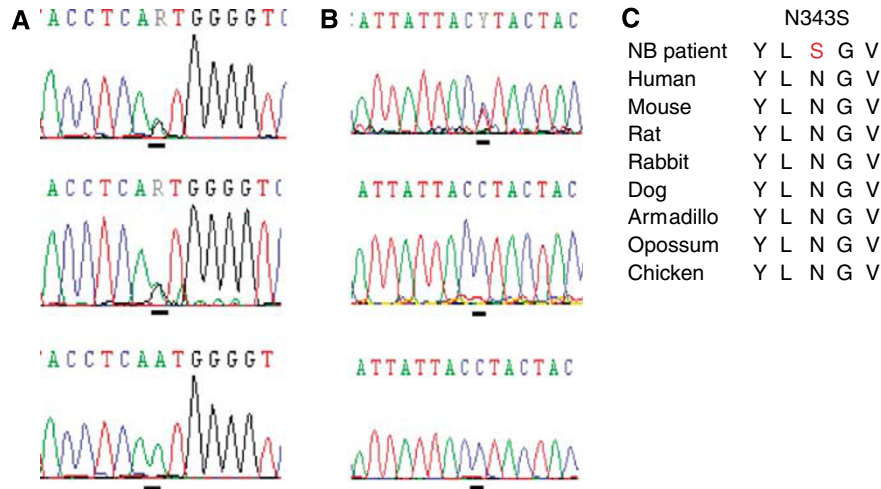 A
'ACCTCARTGGGGTC
ACCTCARTGGGGTC
'ACCTCAATGGGGT
B
ATTATTACYTACTAC
ATTATTACCTACTAC
ATTATTACCTACTAC
C
N343S
NB patient Y L S G V
Human Y L N G V
Mouse Y L N G V
Rat Y L N G V
Rabbit Y L N G V
Dog Y L N G V
Armadillo Y L N G V
Opossum Y L N G V
Chicken Y L N G V